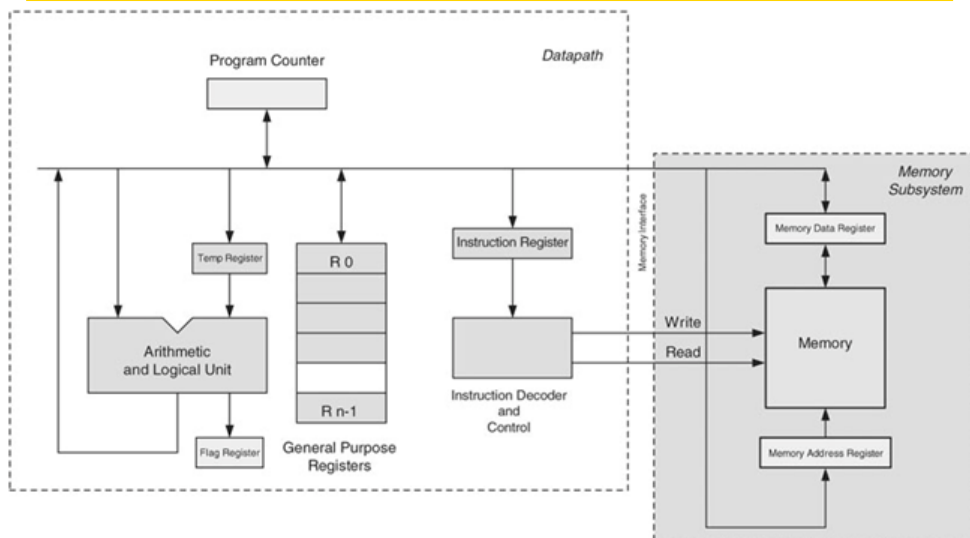 Program Counter
Datapath
Memory
Subsystem
Memory Data Register
Temp Register
R 0
Instruction Register
Memory Interface
Arithmetic
and Logical Unit
Write
Read
Memory
R n-1
Instruction Decoder
and
Control
Flag Register
General Purpose
Registers
Memory Address Register